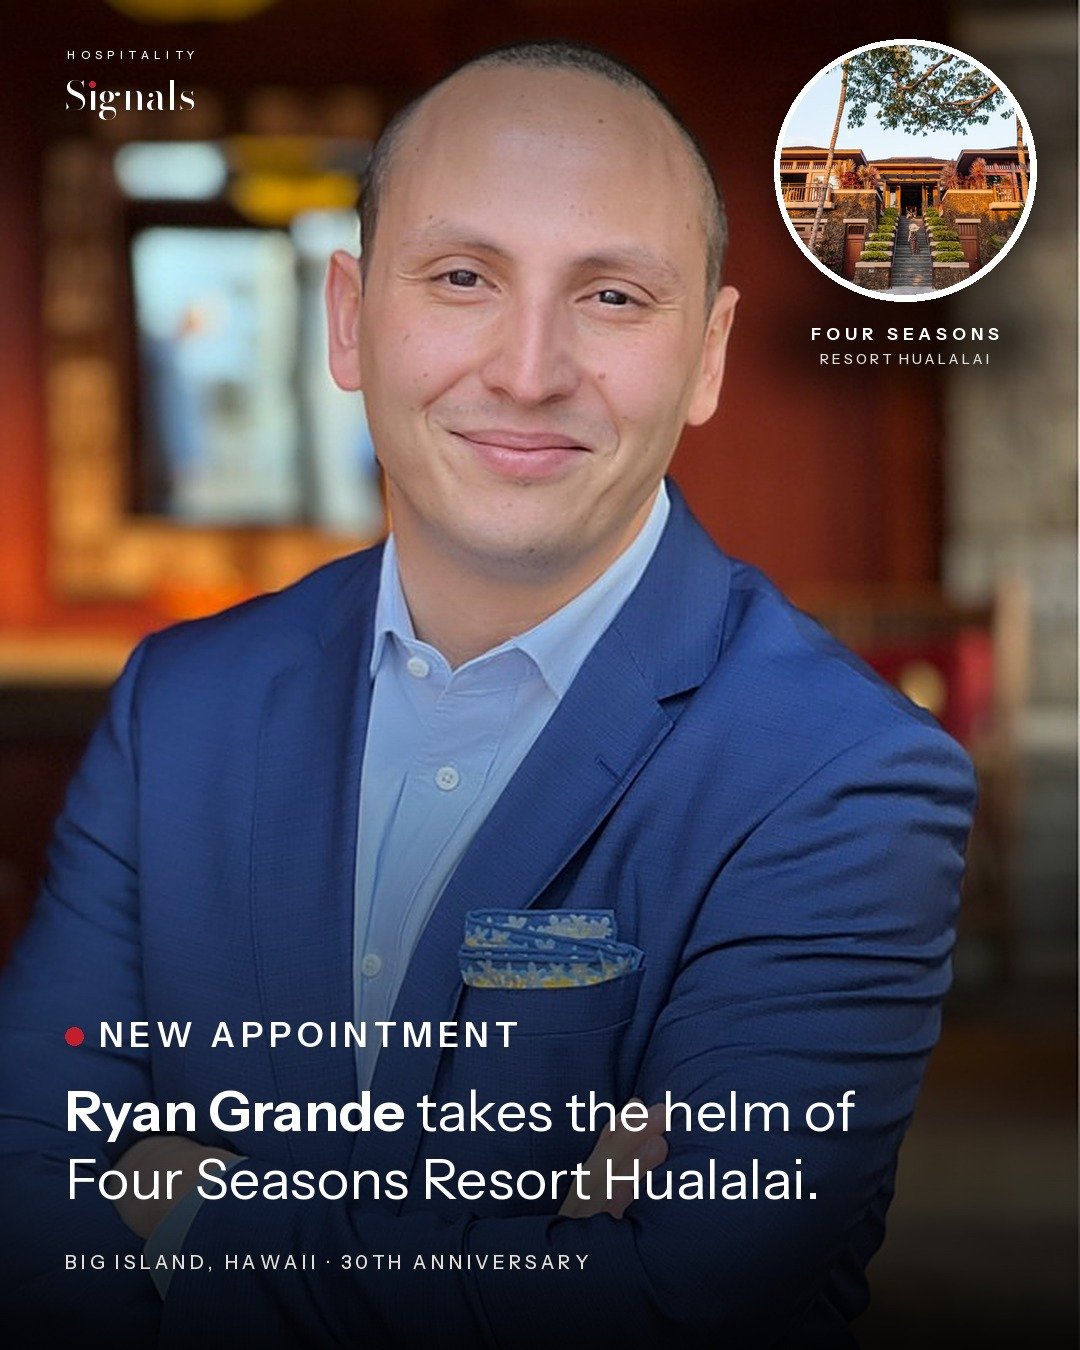 HOSPITALITY
Signals
FOUR SEASONS
RESORT HUALALAI
NEW APPOINTMENT
Ryan Grande takes the helm of
Four Seasons Resort Hualalai.
BIG ISLAND, HAWAII · 30TH ANNIVERSARY